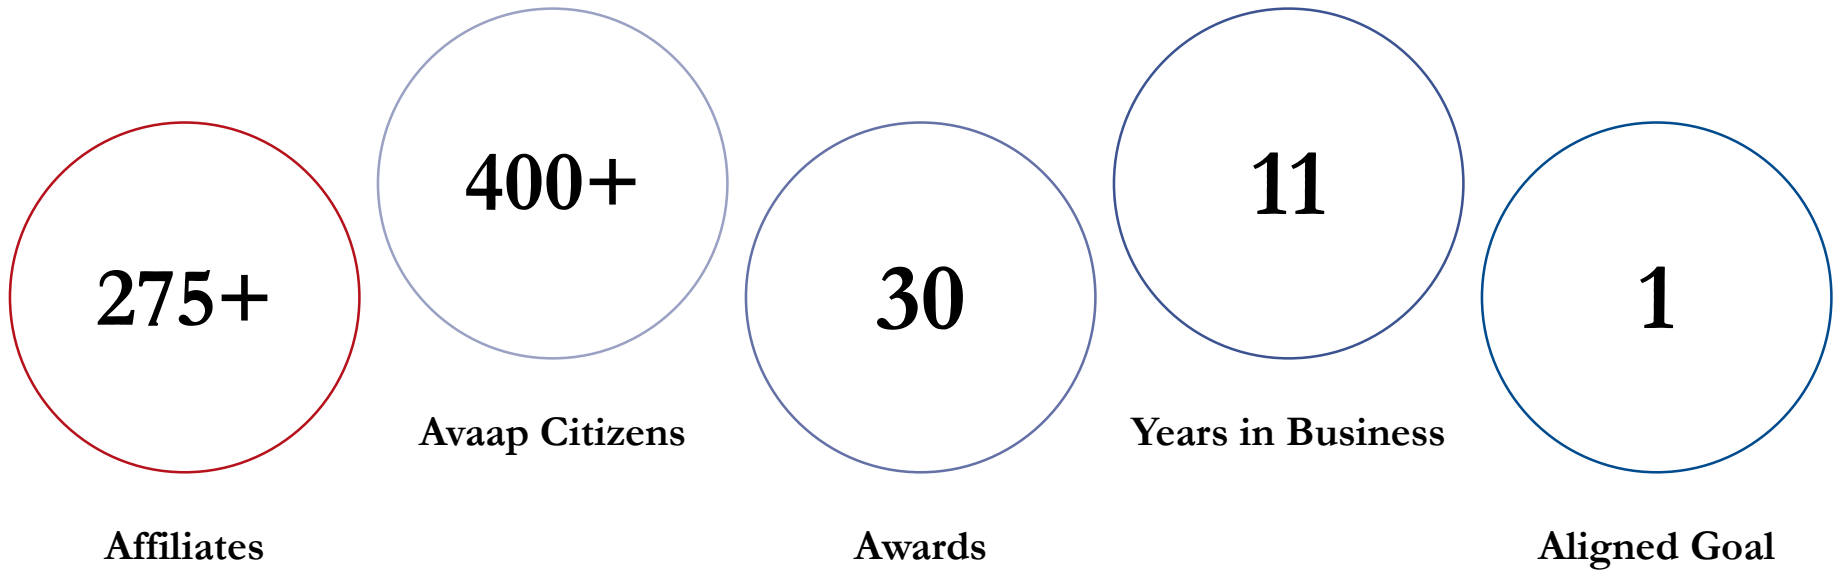 275+
Affiliates
400+
Avaap Citizens
30
Awards
11
Years in Business
1
Aligned Goal